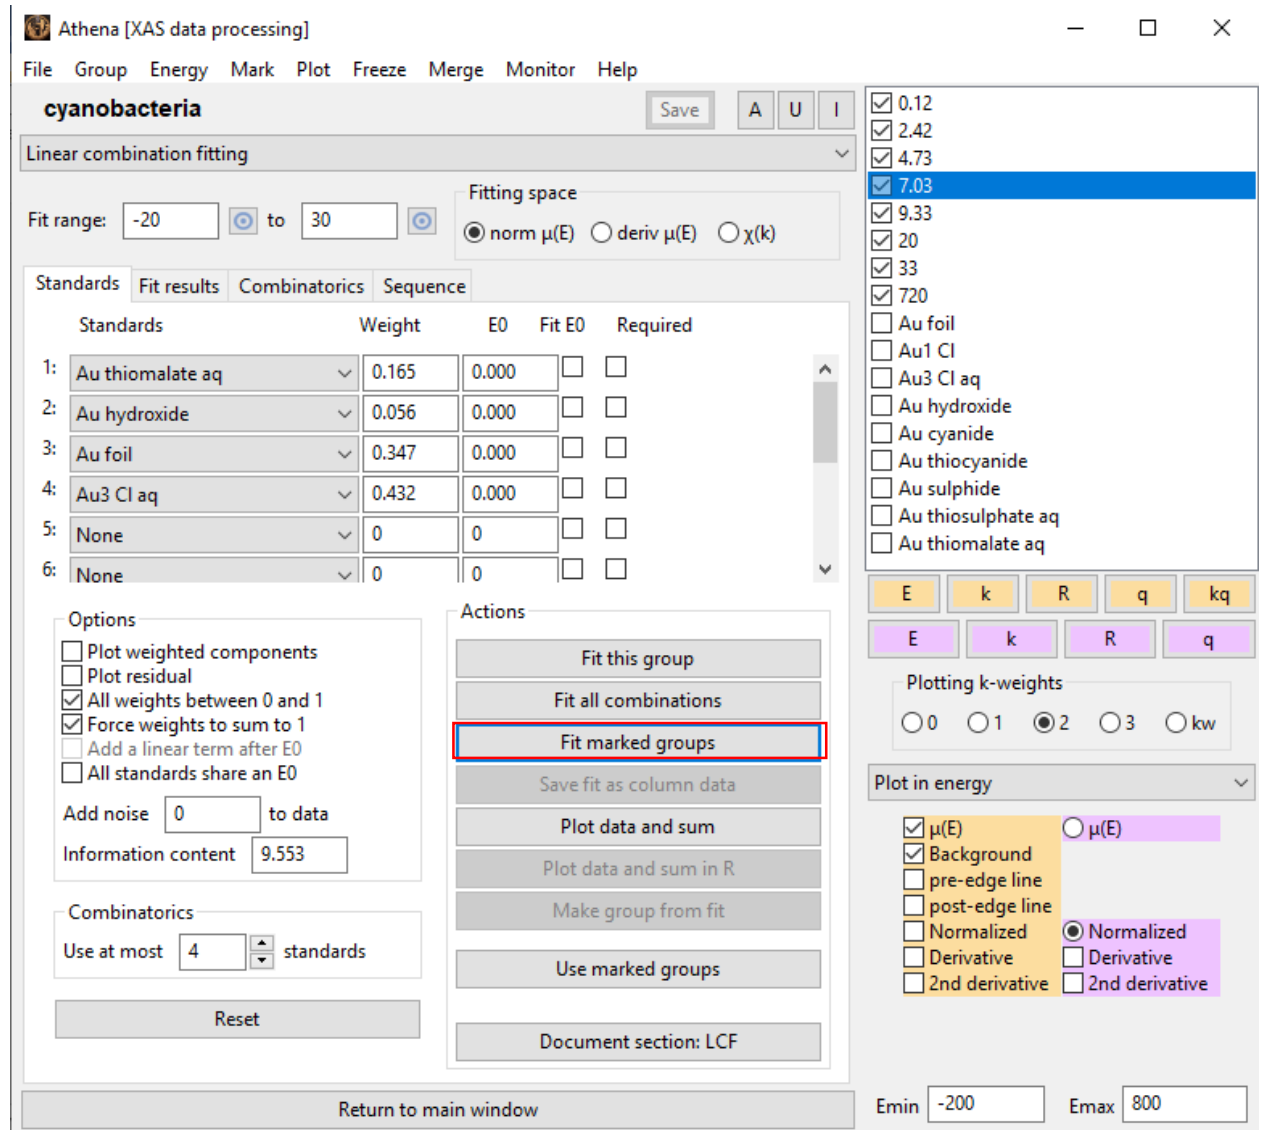 Athena [XAS data processing]
File Group Energy Mark Plot Freeze Merge Monitor Help
cyanobacteria
Save A U I
Linear combination fitting
Fit range: -20 to 30
Fitting space
norm μ(E) deriv μ(E) χ(k)
Standards Fit results Combinatorics Sequence
Standards Weight E0 Fit E0 Required
1: Au thiomalate aq 0.165 0.000
2: Au hydroxide 0.056 0.000
3: Au foil 0.347 0.000
4: Au3 Cl aq 0.432 0.000
5: None 0 0
6: None 0 0
Options
Plot weighted components
Plot residual
All weights between 0 and 1
Force weights to sum to 1
Add a linear term after E0
All standards share an E0
Add noise 0 to data
Information content 9.553
Combinatorics
Use at most 4 standards
Reset
Actions
Fit this group
Fit all combinations
Fit marked groups
Save fit as column data
Plot data and sum
Plot data and sum in R
Make group from fit
Use marked groups
Document section: LCF
Return to main window
0.12
2.42
4.73
7.03
9.33
20
33
720
Au foil
Au1 Cl
Au3 Cl aq
Au hydroxide
Au cyanide
Au thiocyanide
Au sulphide
Au thiosulphate aq
Au thiomalate aq
E k R q kq
E k R q
Plotting k-weights
0 1 2 3 kw
Plot in energy
μ(E) μ(E)
Background
pre-edge line
post-edge line
Normalized Normalized
Derivative Derivative
2nd derivative 2nd derivative
Emin -200 Emax 800